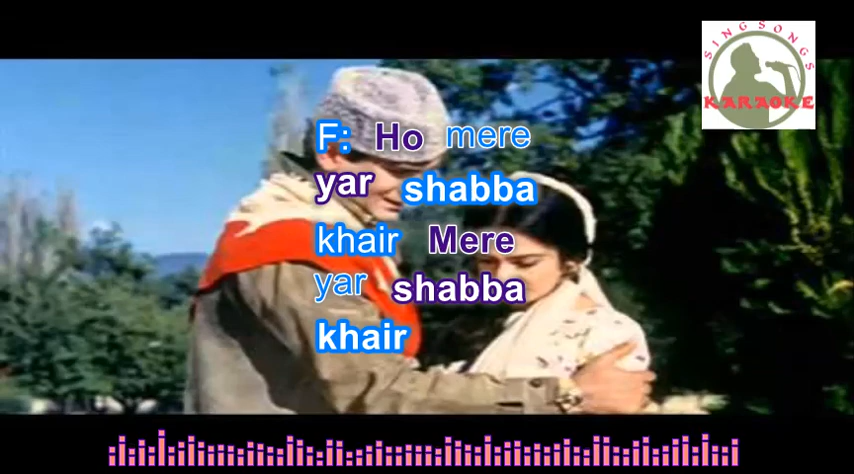 SING SONGS
KARAOKE
F: Ho mere
yar shabba
khair Mere
yar shabba
khair